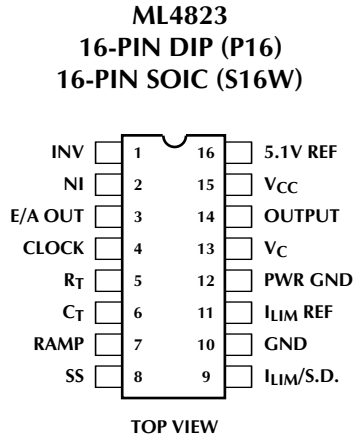 ML4823
16-PIN DIP (P16)
16-PIN SOIC (S16W)
INV 1 16 5.1V REF
NI 2 15 VCC
E/A OUT 3 14 OUTPUT
CLOCK 4 13 VC
RT 5 12 PWR GND
CT 6 11 ILIM REF
RAMP 7 10 GND
SS 8 9 ILIM/S.D.
TOP VIEW